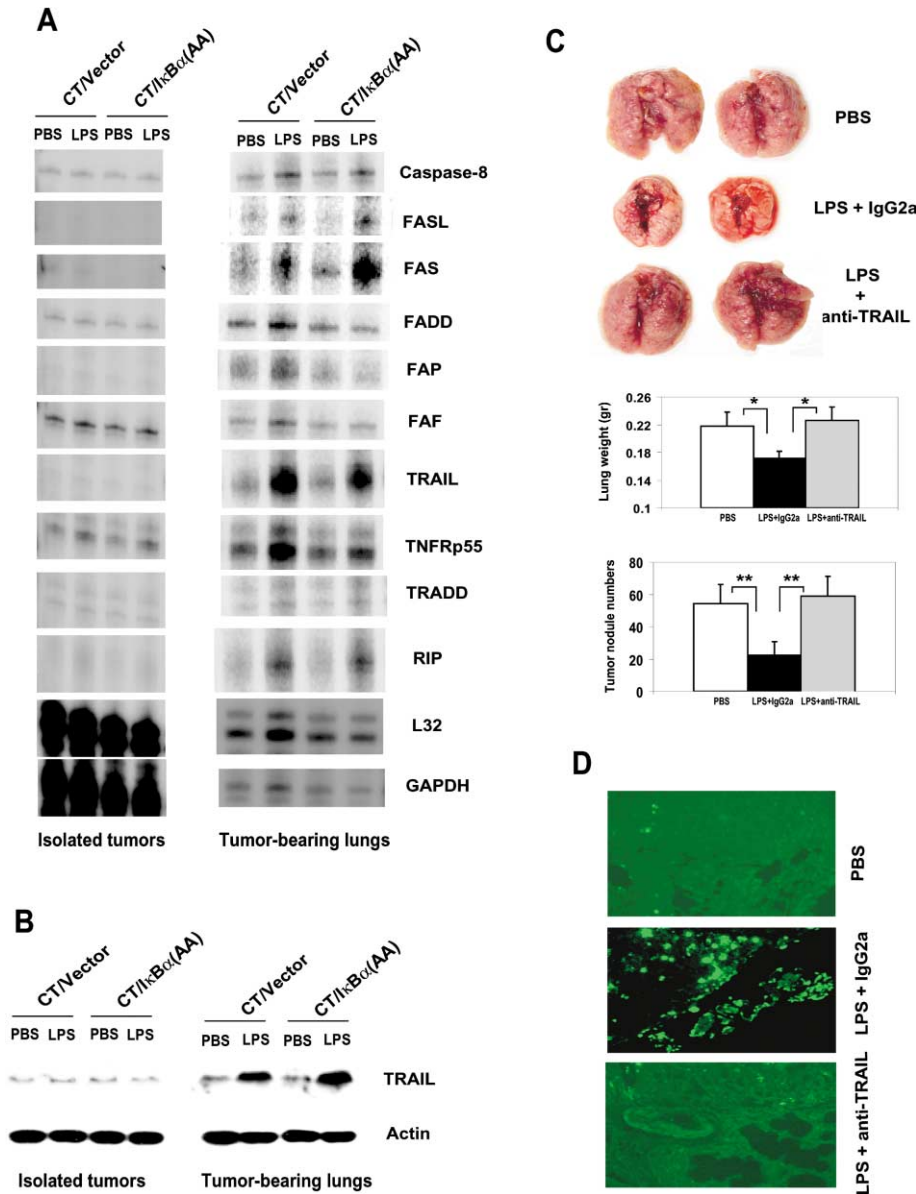 A
CT/Vector
CT/IκBα(AA)
PBS LPS PBS LPS
CT/Vector
CT/IκBα(AA)
PBS LPS PBS LPS
Caspase-8
FASL
FAS
FADD
FAP
FAF
TRAIL
TNFRp55
TRADD
RIP
L32
GAPDH
Isolated tumors
Tumor-bearing lungs
B
CT/Vector
CT/IκBα(AA)
PBS LPS PBS LPS
CT/Vector
CT/IκBα(AA)
PBS LPS PBS LPS
TRAIL
Actin
Isolated tumors
Tumor-bearing lungs
C
PBS
LPS + IgG2a
LPS
+
anti-TRAIL
Lung weight (gr)
0.26
0.22
0.18
0.14
0.1
* *
PBS LPS+IgG2a LPS+anti-TRAIL
Tumor nodule numbers
80
60
40
20
0
** **
PBS LPS+IgG2a LPS+anti-TRAIL
D
PBS
LPS + IgG2a
LPS + anti-TRAIL